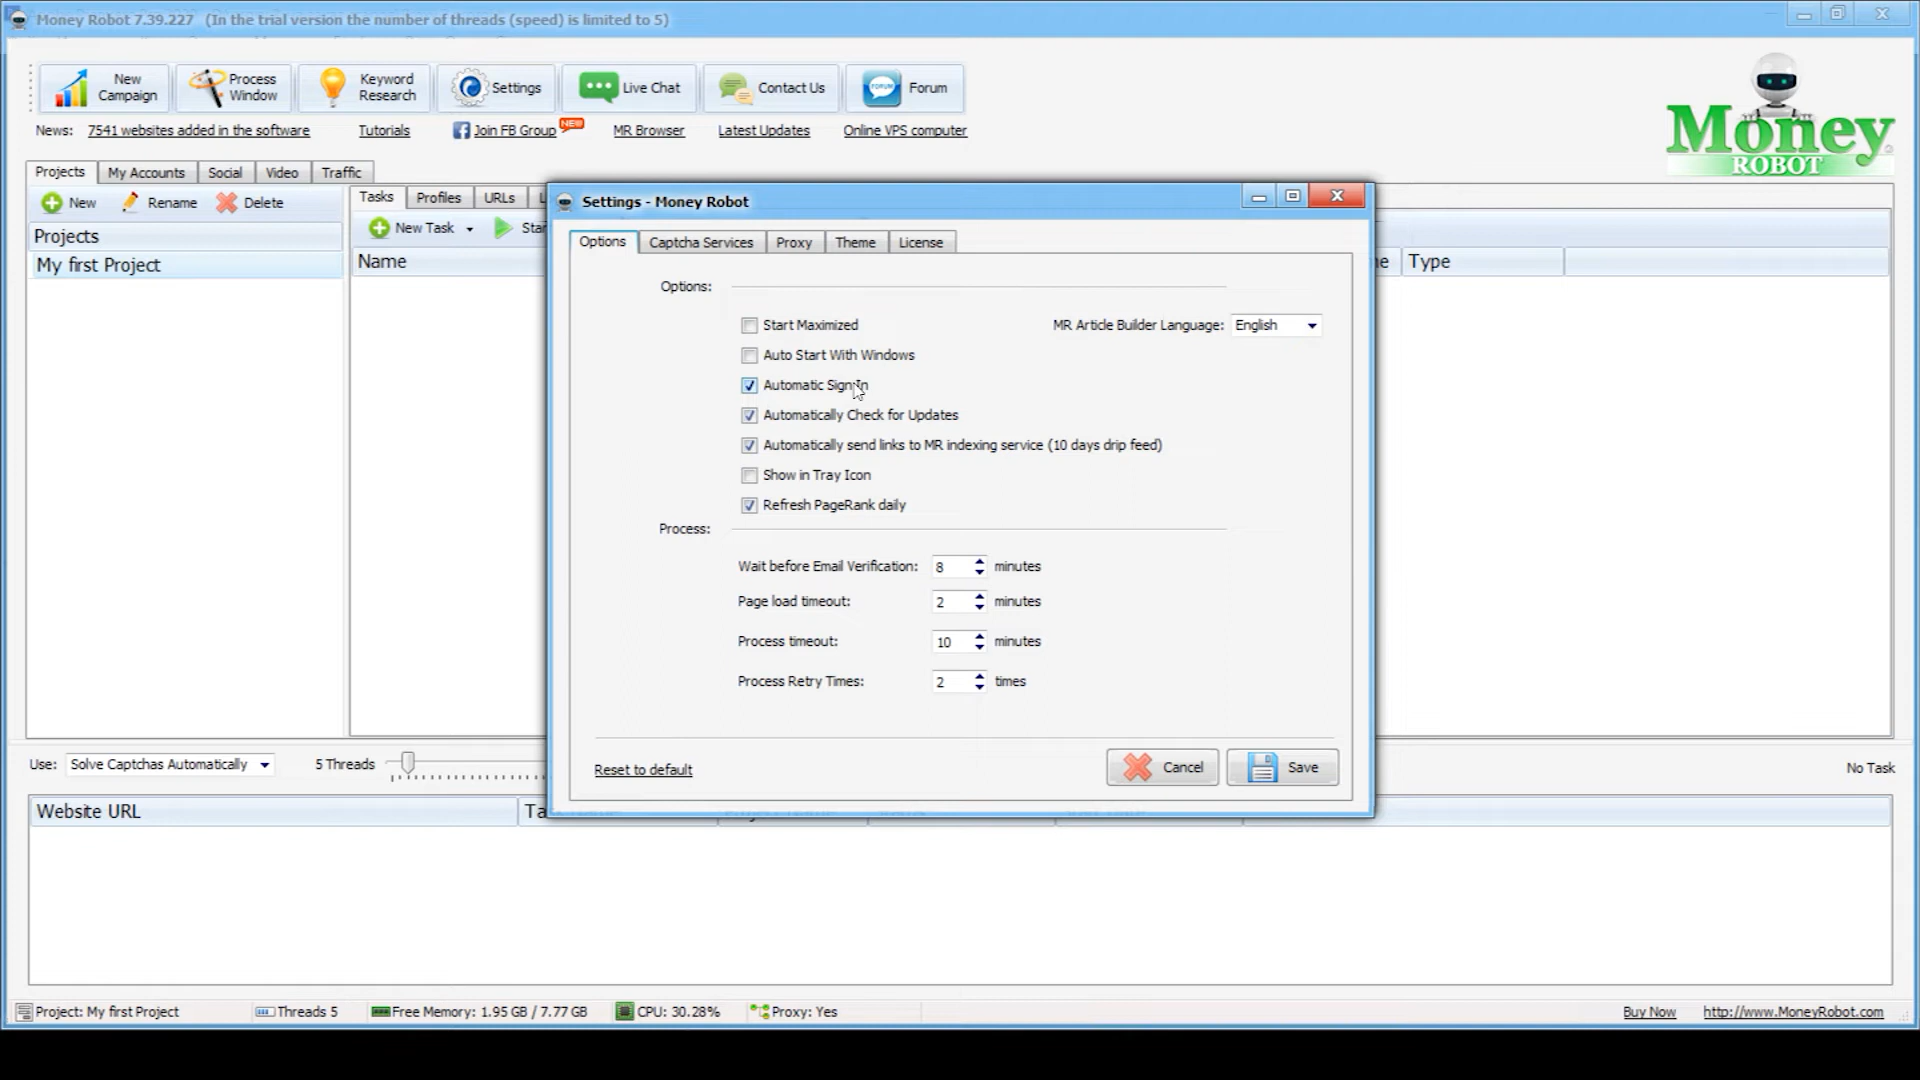 Money Robot 7.39.227   (In the trial version the number of threads (speed) is limited to 5)
New Campaign
Process Window
Keyword Research
Settings
Live Chat
FORUM
Contact Us
Forum
News: 7541 websites added in the software Tutorials Join FB Group NEW MR Browser Latest Updates Online VPS computer
Money
ROBOT
Projects My Accounts Social Video Traffic
New Rename Delete
Tasks Profiles URLs
New Task
Projects
My first Project
Name
Type
Settings - Money Robot
Options Captcha Services Proxy Theme License
Options:
Start Maximized
MR Article Builder Language: English
Auto Start With Windows
Automatic Sign In
Automatically Check for Updates
Automatically send links to MR indexing service (10 days drip feed)
Show in Tray Icon
Refresh PageRank daily
Process:
Wait before Email Verification: 8 minutes
Page load timeout: 2 minutes
Process timeout: 10 minutes
Process Retry Times: 2 times
Reset to default
Cancel
Save
Use: Solve Captchas Automatically 5 Threads
No Task
Website URL
Project: My first Project Threads 5 Free Memory: 1.95 GB / 7.77 GB CPU: 30.28% Proxy: Yes Buy Now http://www.MoneyRobot.com